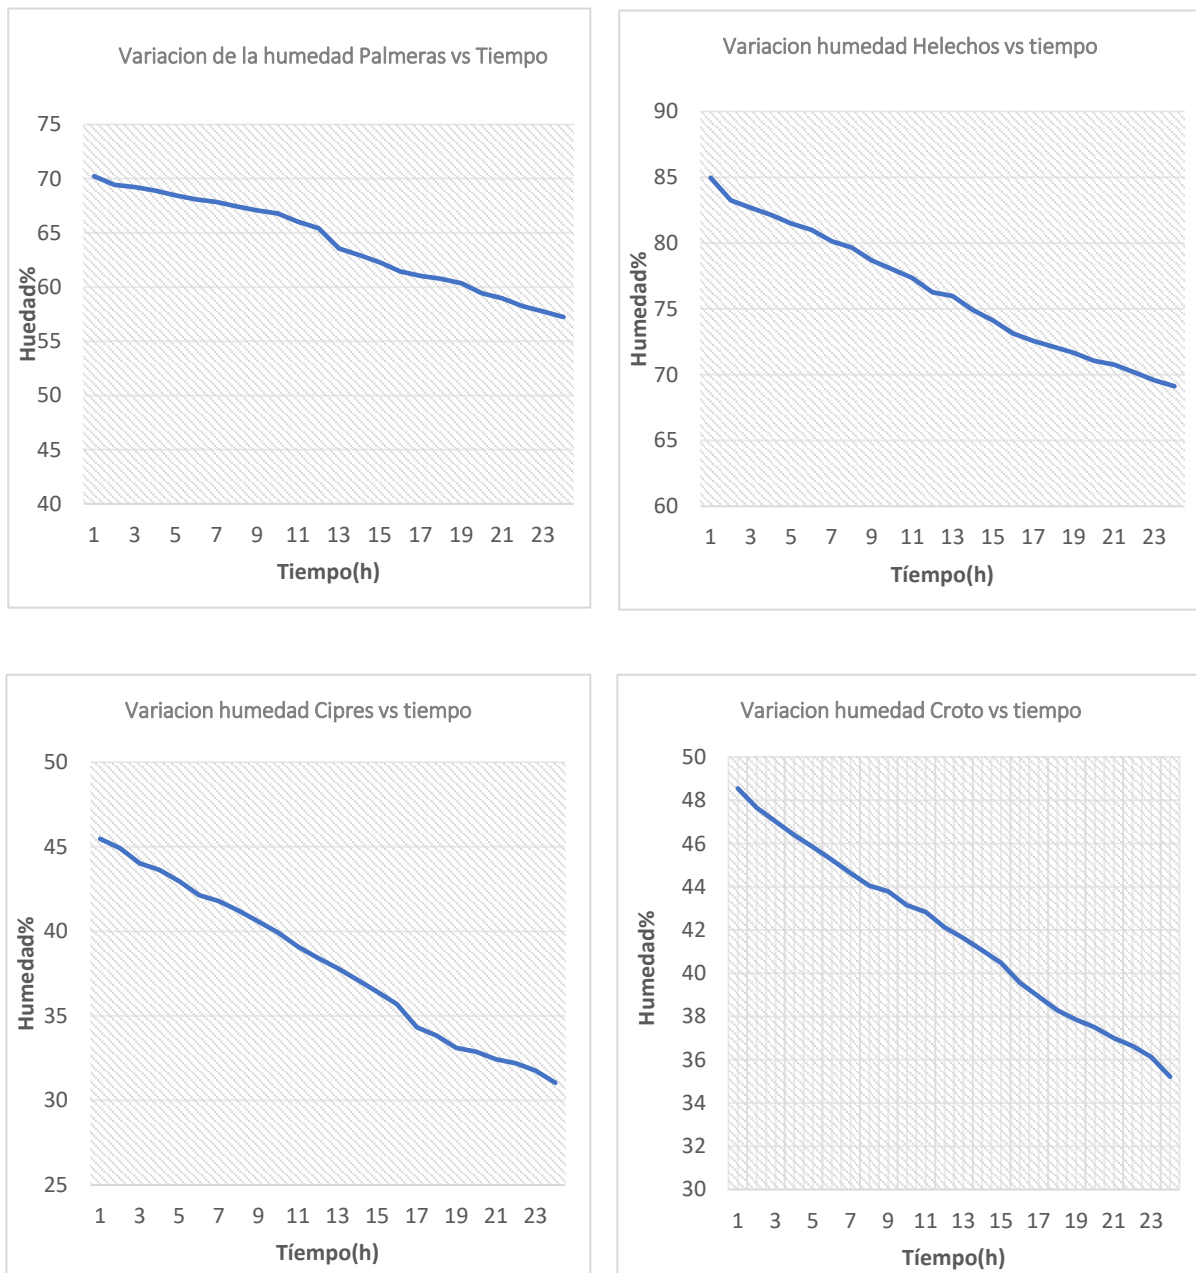 Variacion de la humedad Palmeras vs Tiempo
75
70
65
60
55
50
45
40
Huedad%
1 3 5 7 9 11 13 15 17 19 21 23
Tiempo(h)
Variacion humedad Helechos vs tiempo
90
85
80
75
70
65
60
Humedad%
1 3 5 7 9 11 13 15 17 19 21 23
Tíempo(h)
Variacion humedad Cipres vs tiempo
50
45
40
35
30
25
Humedad%
1 3 5 7 9 11 13 15 17 19 21 23
Tíempo(h)
Variacion humedad Croto vs tiempo
50
48
46
44
42
40
38
36
34
32
30
Humedad%
1 3 5 7 9 11 13 15 17 19 21 23
Tíempo(h)